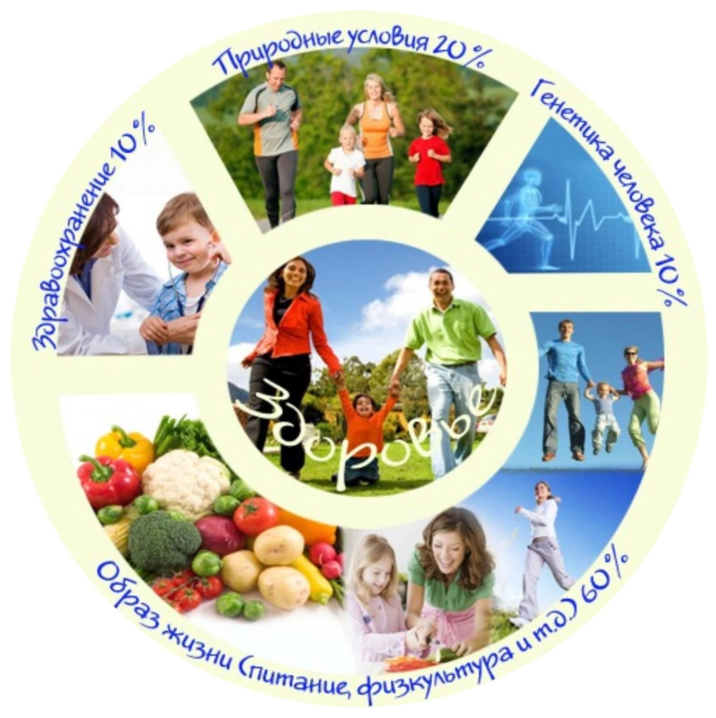 Природные условия 20%
Генетика человека 10%
Здравоохранение 10%
Здоровье
Образ жизни (питание, физкультура и т.д.) 60%